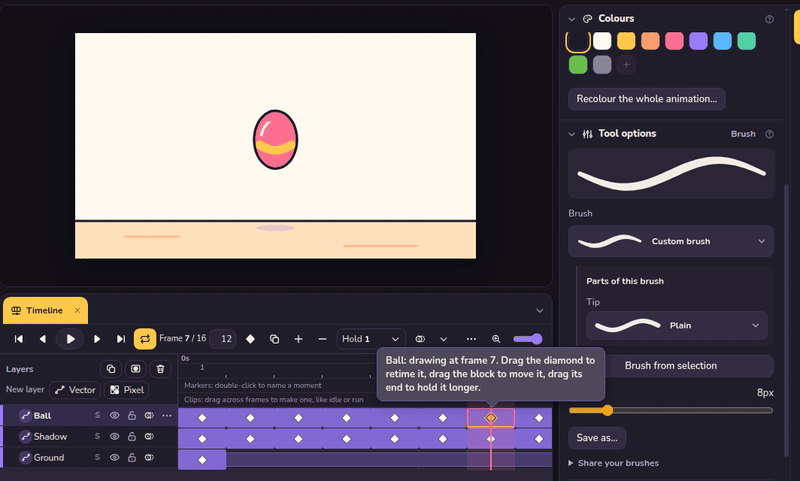 Colours
+
Recolour the whole animation...
Tool options
Brush
Brush
Custom brush
Parts of this brush
Tip
Plain
Brush from selection
8px
Save as...
Share your brushes
Timeline
Frame 7 / 16
12
Hold 1
Layers
New layer
Vector
Pixel
0s
1
Markers: double-click to name a moment
Clips: drag across frames to make one, like idle or run
Ball: drawing at frame 7. Drag the diamond to
retime it, drag the block to move it, drag its
end to hold it longer.
Ball
S
Shadow
S
Ground
S